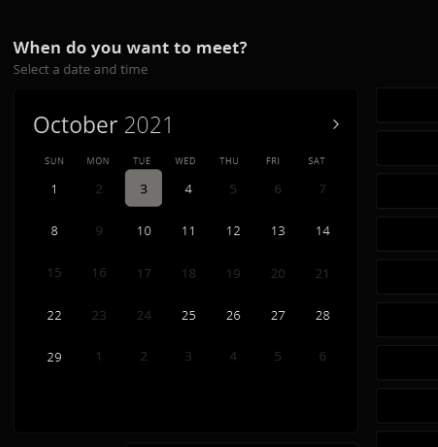 When do you want to meet?
Select a date and time
October 2021 >
SUN MON TUE WED THU FRI SAT
1 2 3 4 5 6 7
8 9 10 11 12 13 14
15 16 17 18 19 20 21
22 23 24 25 26 27 28
29 1 2 3 4 5 6